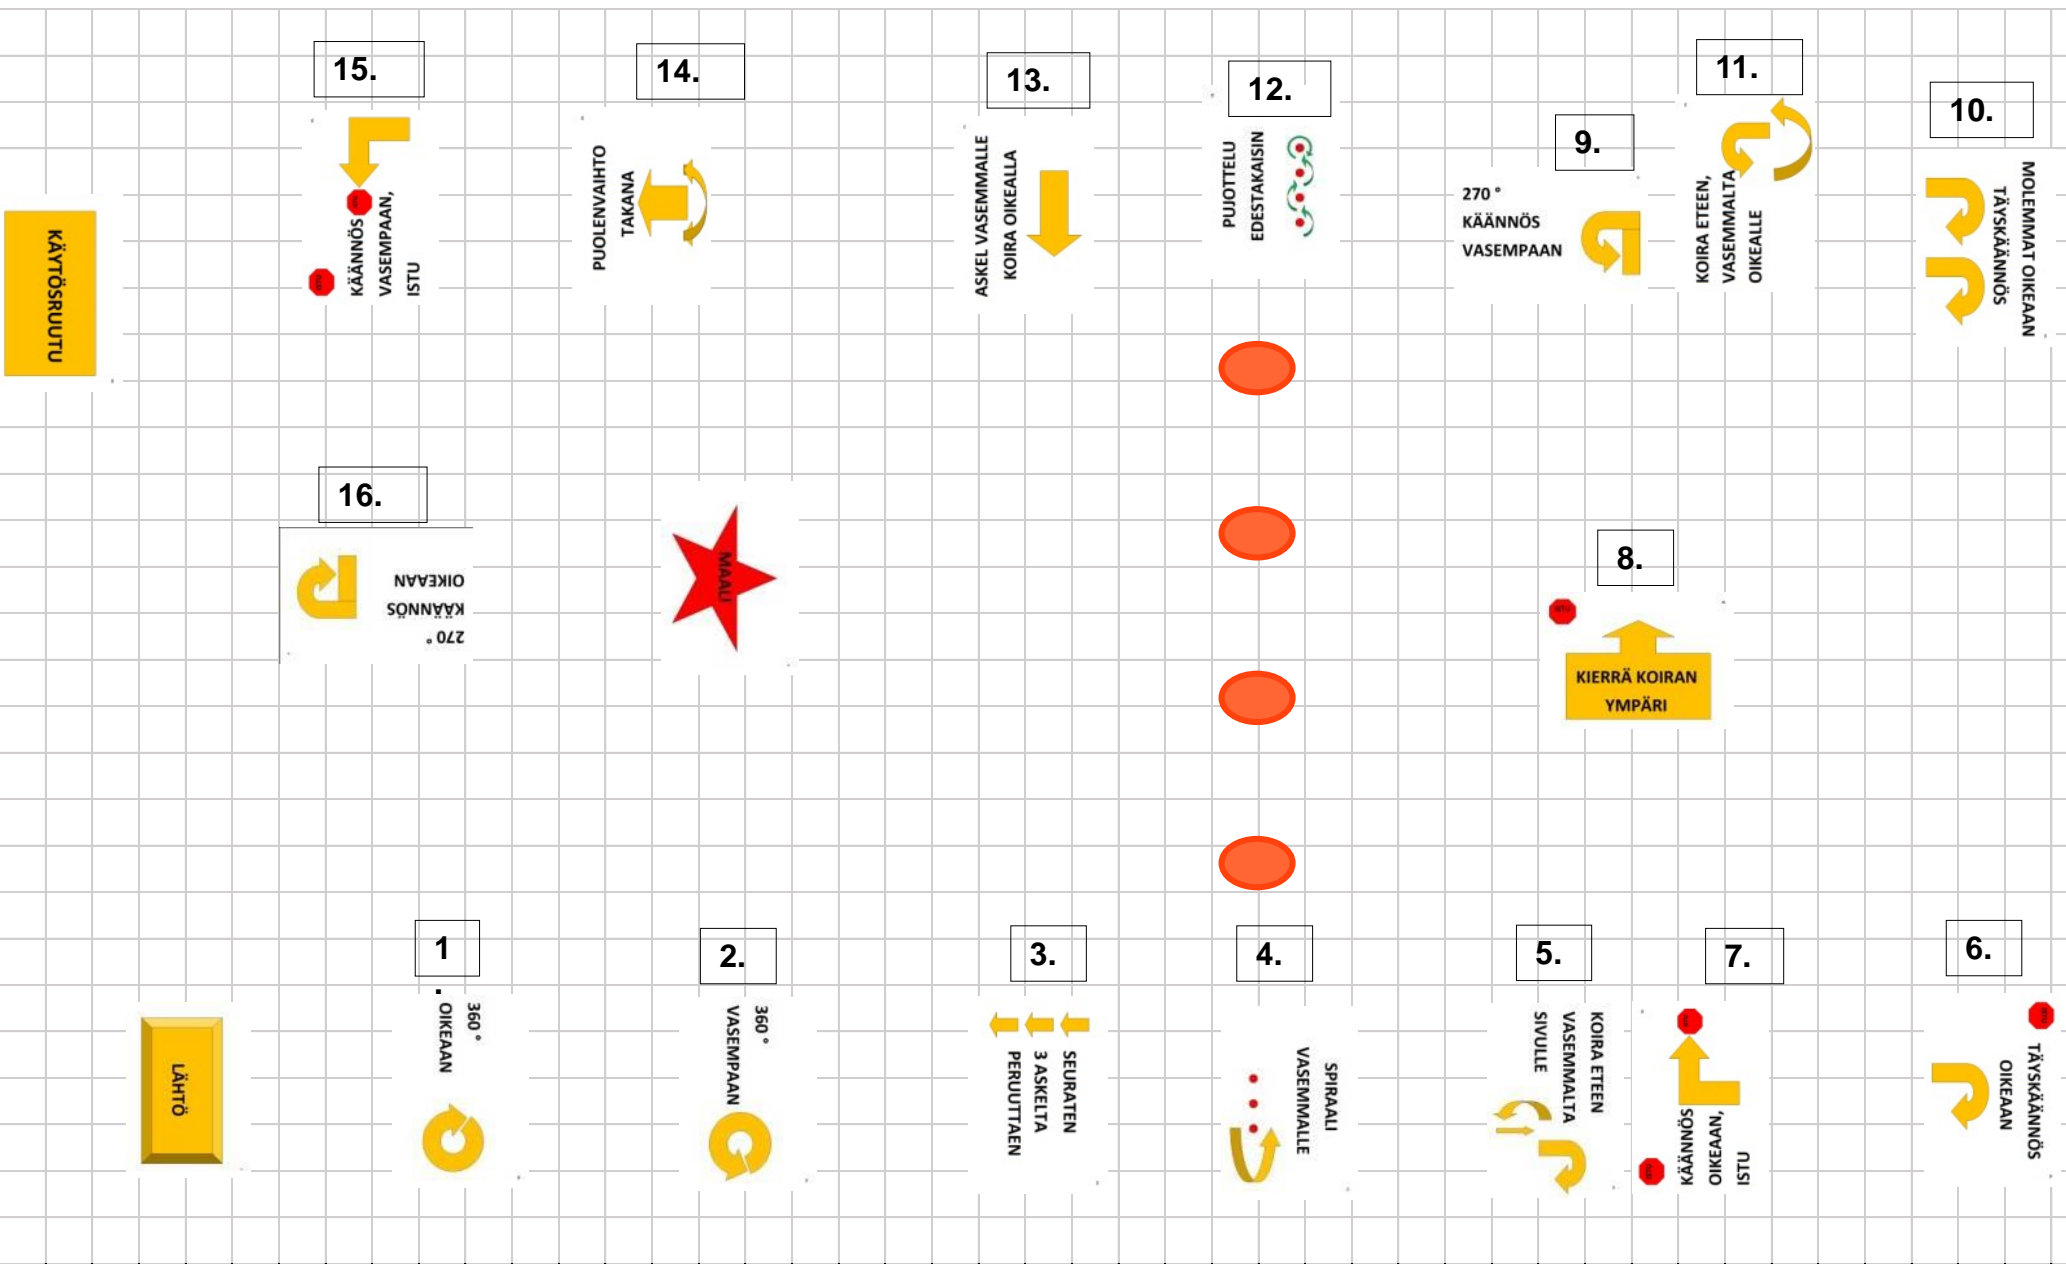 15.
KÄÄNNÖS
VASEMPAAN,
ISTU
14.
PUOLENVAIHTO
TAKANA
13.
ASKEL VASEMMALLE
KOIRA OIKEALLA
12.
PUJOTTELU
EDESTAKAISIN
9.
270 °
KÄÄNNÖS
VASEMPAAN
11.
KOIRA ETEEN,
VASEMMALTA
OIKEALLE
10.
MOLEMMAT OIKEAAN
TÄYSKÄÄNNÖS
KÄYTÖSRUUTU
16.
270 °
KÄÄNNÖS
OIKEAAN
MAALI
8.
KIERRÄ KOIRAN
YMPÄRI
LÄHTÖ
1
.
360 °
OIKEAAN
2.
360 °
VASEMPAAN
3.
SEURATEN
3 ASKELTA
PERUUTTAEN
4.
SPIRAALI
VASEMMALLE
5.
KOIRA ETEEN
VASEMMALTA
SIVULLE
7.
KÄÄNNÖS
OIKEAAN,
ISTU
6.
TÄYSKÄÄNNÖS
OIKEAAN